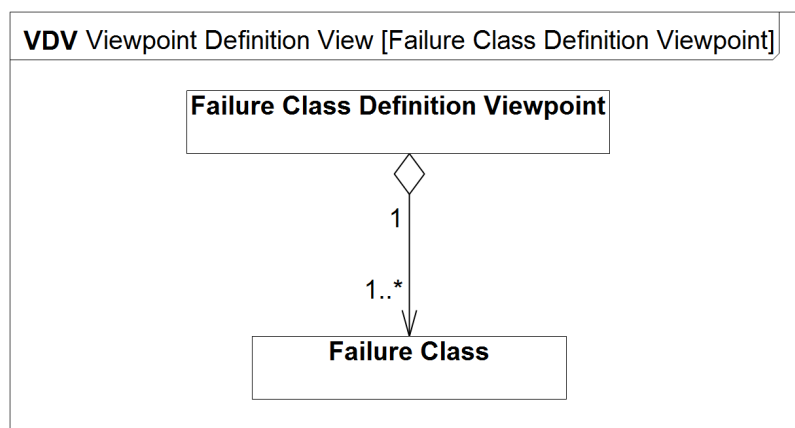 VDV Viewpoint Definition View [Failure Class Definition Viewpoint]
Failure Class Definition Viewpoint
1
1..*
Failure Class